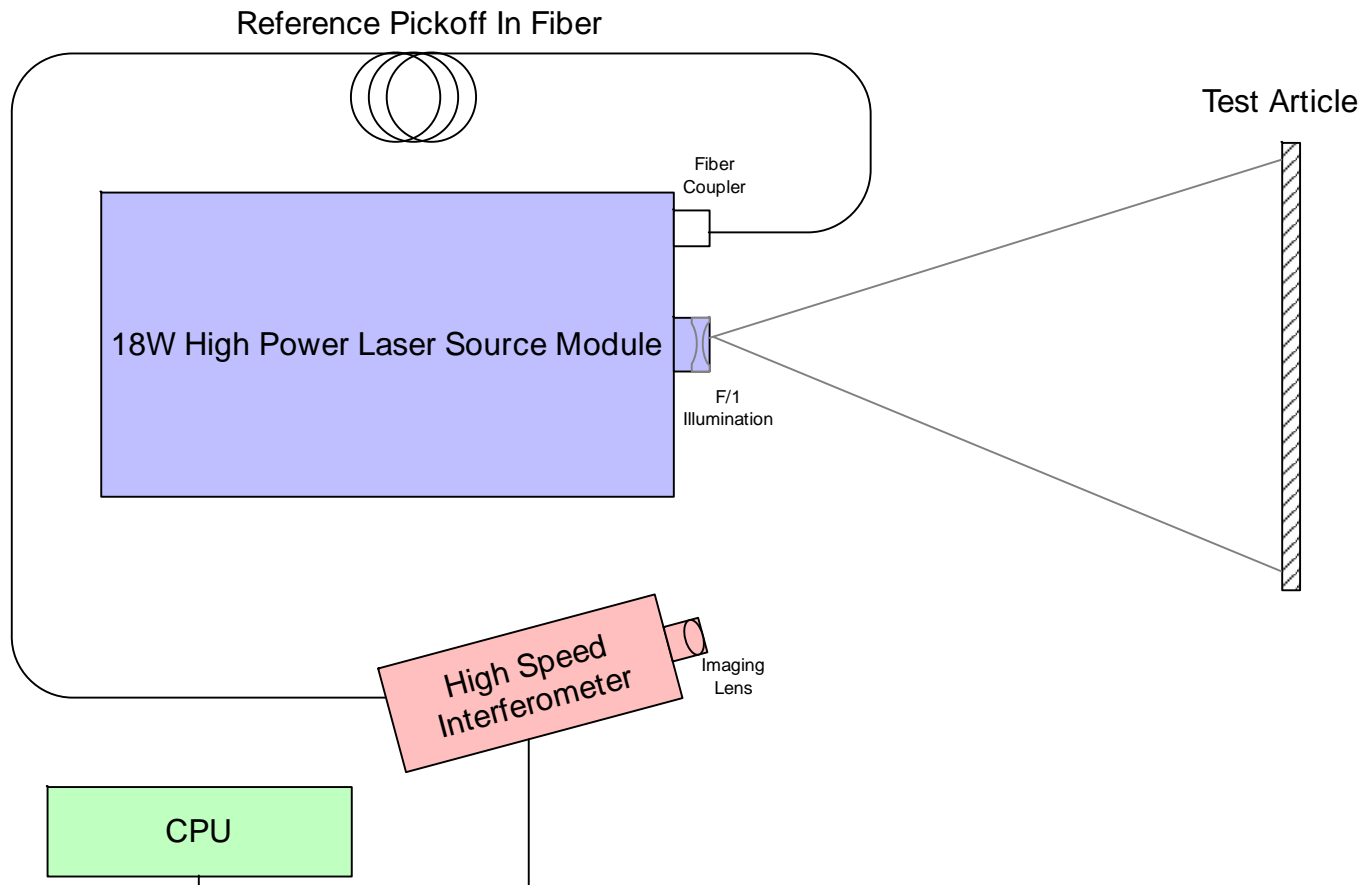 Reference Pickoff In Fiber
Test Article
Fiber
Coupler
18W High Power Laser Source Module
F/1
Illumination
High Speed
Interferometer
Imaging
Lens
CPU